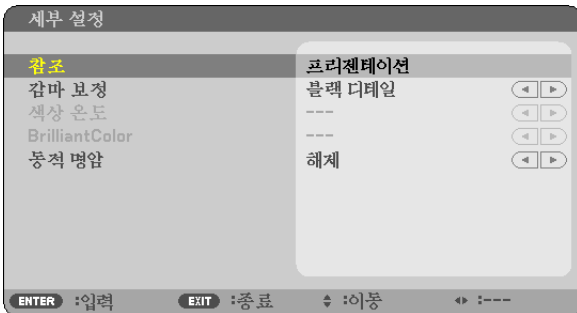 세부 설정
참조 프리젠테이션
감마 보정 블랙 디테일
색상 온도 ---
BrilliantColor ---
동적 명암 해제
ENTER :입력 EXIT :종료 :이동 :---